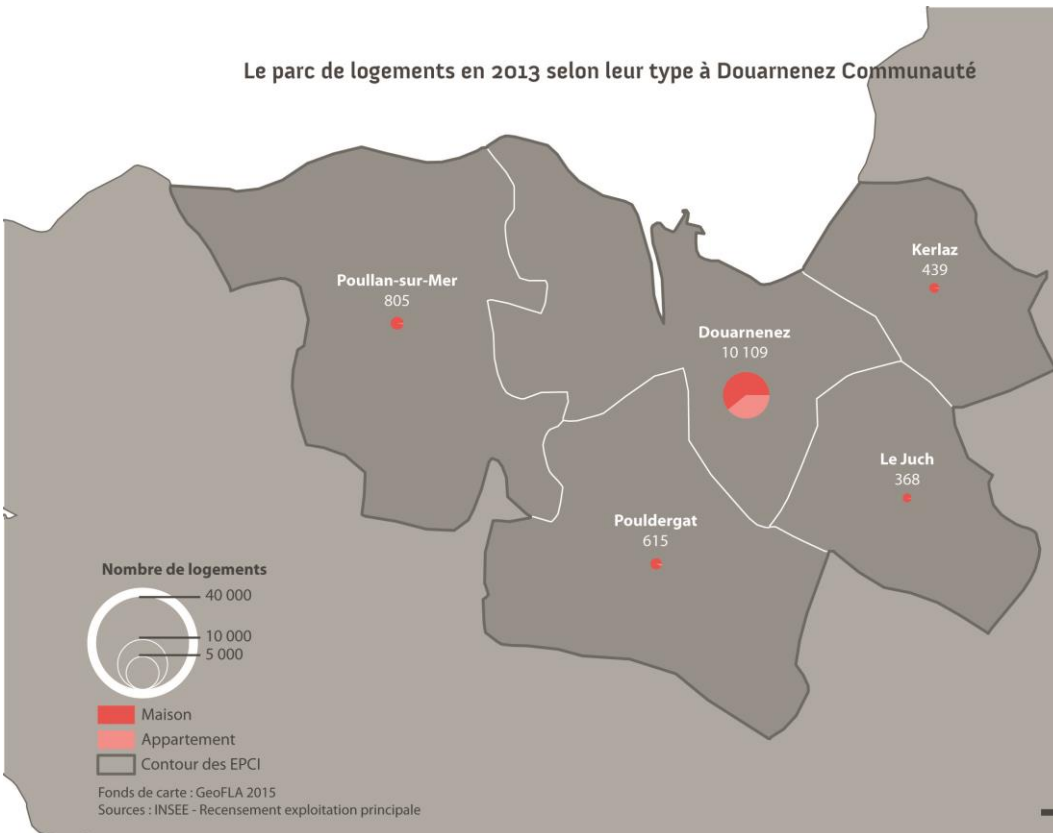 Le parc de logements en 2013 selon leur type à Douarnenez Communauté
Kerlaz
439
Poullan-sur-Mer
805
Douarnenez
10 109
Le Juch
368
Pouldergat
615
Nombre de logements
40 000
10 000
5 000
Maison
Appartement
Contour des EPCI
Fonds de carte : GeoFLA 2015
Sources : INSEE - Recensement exploitation principale